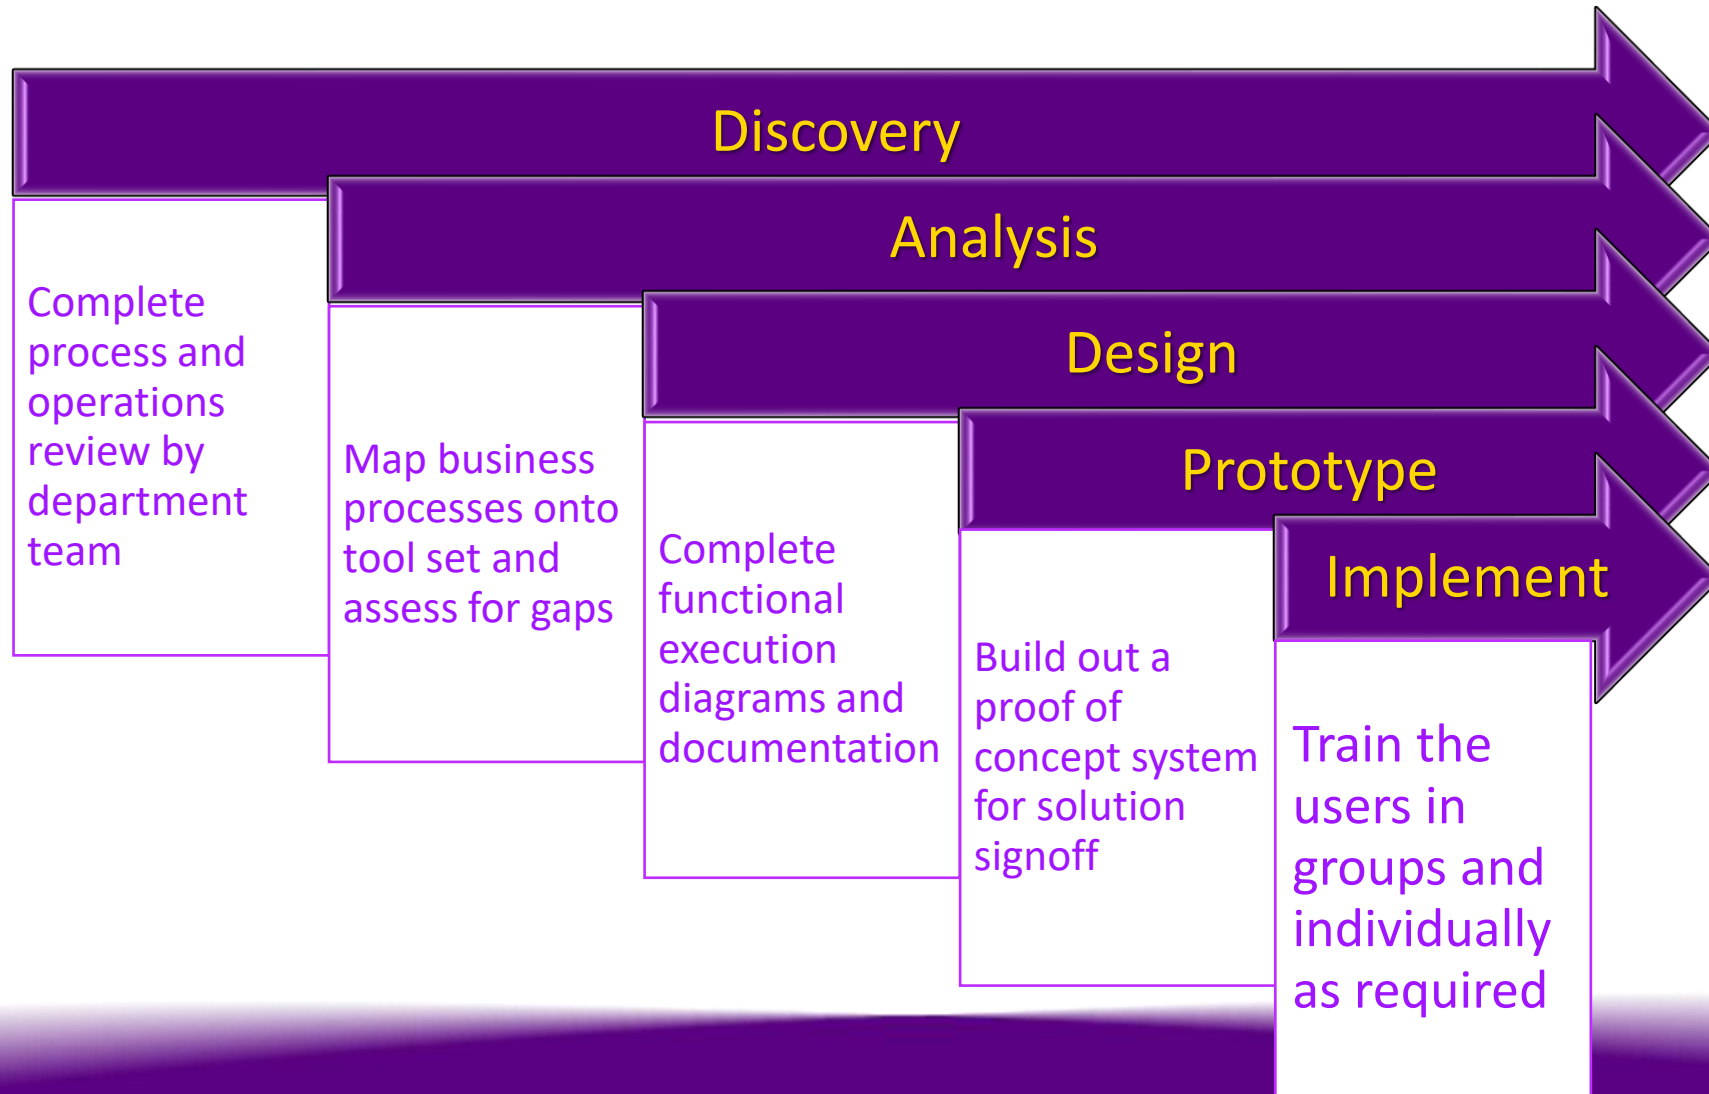 Discovery
Complete
process and
operations
review by
department
team
Analysis
Map business
processes onto
tool set and
assess for gaps
Design
Complete
functional
execution
diagrams and
documentation
Prototype
Build out a
proof of
concept system
for solution
signoff
Implement
Train the
users in
groups and
individually
as required